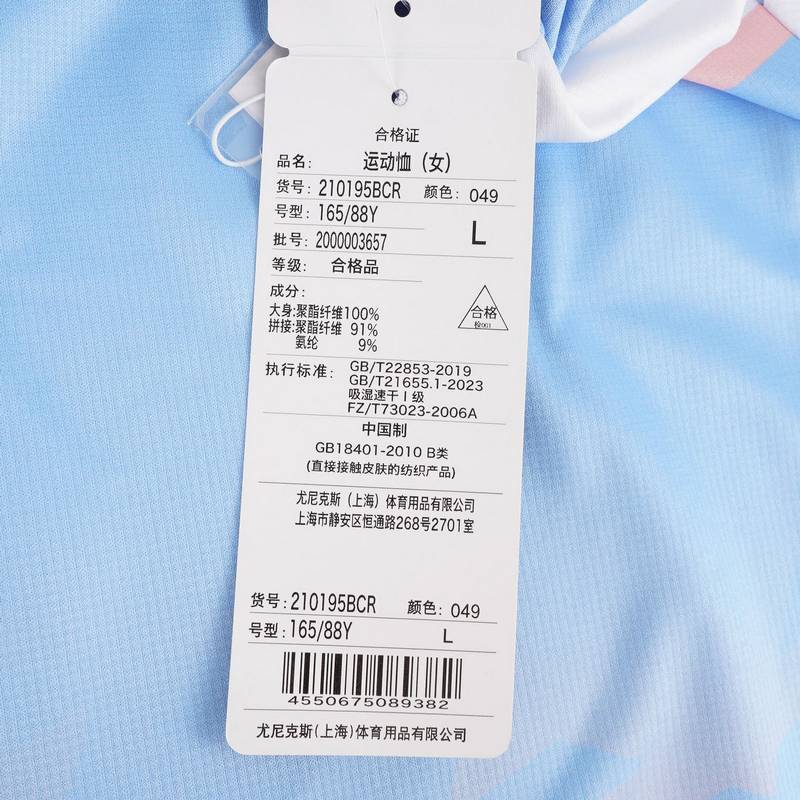 合格证
品名： 运动恤（女）
货号：210195BCR 颜色：049
号型：165/88Y L
批号：2000003657
等级： 合格品
成分：
大身:聚酯纤维100%
拼接:聚酯纤维 91%
氨纶 9%
合格
检001
执行标准： GB/T22853-2019
GB/T21655.1-2023
吸湿速干Ⅰ级
FZ/T73023-2006A
中国制
GB18401-2010 B类
(直接接触皮肤的纺织产品)
尤尼克斯（上海）体育用品有限公司
上海市静安区恒通路268号2701室
货号：210195BCR 颜色：049
号型：165/88Y L
4550675089382
尤尼克斯(上海)体育用品有限公司